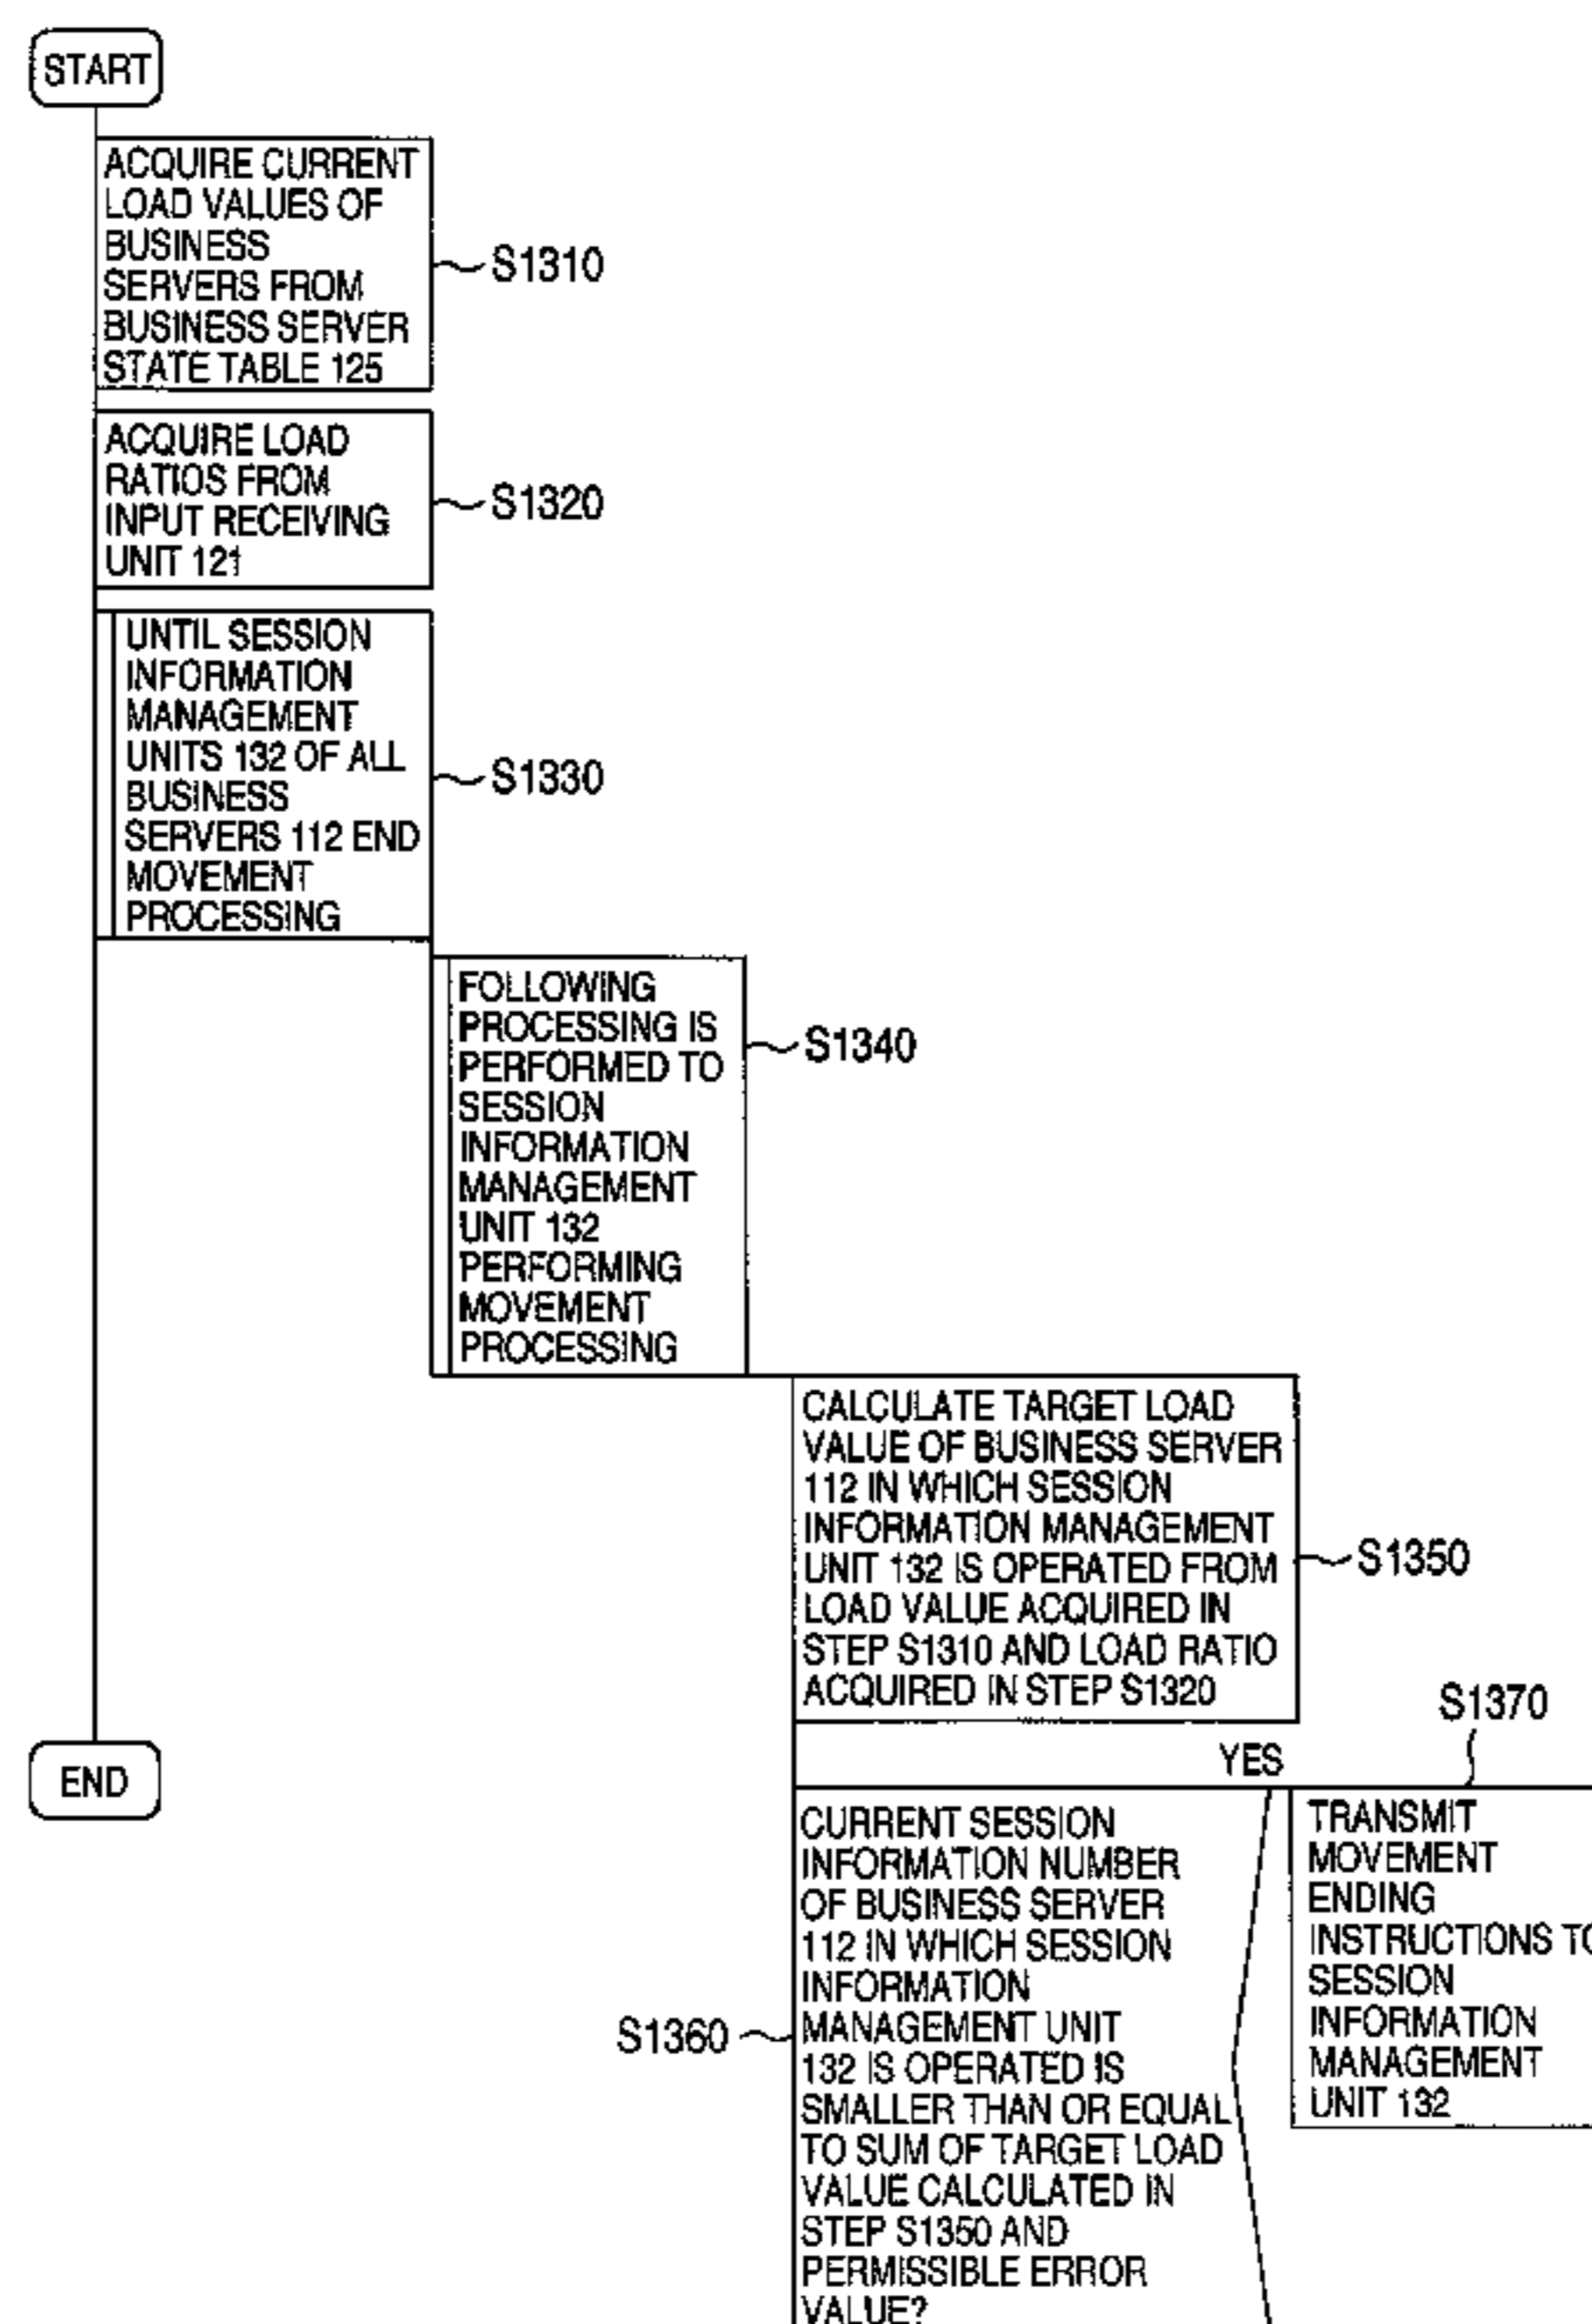 START
ACQUIRE CURRENT
LOAD VALUES OF
BUSINESS
SERVERS FROM
BUSINESS SERVER
STATE TABLE 125
S1310
ACQUIRE LOAD
RATIOS FROM
INPUT RECEIVING
UNIT 121
S1320
UNTIL SESSION
INFORMATION
MANAGEMENT
UNITS 132 OF ALL
BUSINESS
SERVERS 112 END
MOVEMENT
PROCESSING
S1330
FOLLOWING
PROCESSING IS
PERFORMED TO
SESSION
INFORMATION
MANAGEMENT
UNIT 132
PERFORMING
MOVEMENT
PROCESSING
S1340
CALCULATE TARGET LOAD
VALUE OF BUSINESS SERVER
112 IN WHICH SESSION
INFORMATION MANAGEMENT
UNIT 132 IS OPERATED FROM
LOAD VALUE ACQUIRED IN
STEP S1310 AND LOAD RATIO
ACQUIRED IN STEP S1320
S1350
END
YES
S1370
CURRENT SESSION
INFORMATION NUMBER
OF BUSINESS SERVER
112 IN WHICH SESSION
INFORMATION
MANAGEMENT UNIT
132 IS OPERATED IS
SMALLER THAN OR EQUAL
TO SUM OF TARGET LOAD
VALUE CALCULATED IN
STEP S1350 AND
PERMISSIBLE ERROR
VALUE?
S1360
TRANSMIT
MOVEMENT
ENDING
INSTRUCTIONS TO
SESSION
INFORMATION
MANAGEMENT
UNIT 132